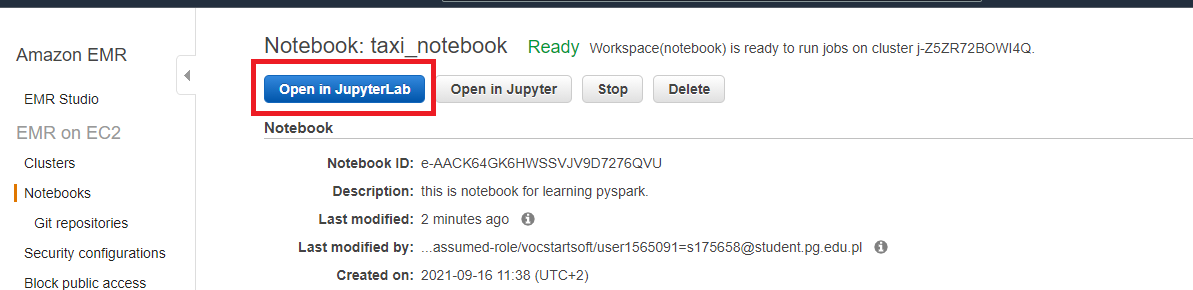 Amazon EMR
EMR Studio
EMR on EC2
Clusters
Notebooks
Git repositories
Security configurations
Block public access
Notebook: taxi_notebook Ready Workspace(notebook) is ready to run jobs on cluster j-Z5ZR72BOWI4Q.
Open in JupyterLab Open in Jupyter Stop Delete
Notebook
Notebook ID: e-AACK64GK6HWSSVJV9D7276QVU
Description: this is notebook for learning pyspark.
Last modified: 2 minutes ago
Last modified by: ...assumed-role/vocstartsoft/user1565091=s175658@student.pg.edu.pl
Created on: 2021-09-16 11:38 (UTC+2)